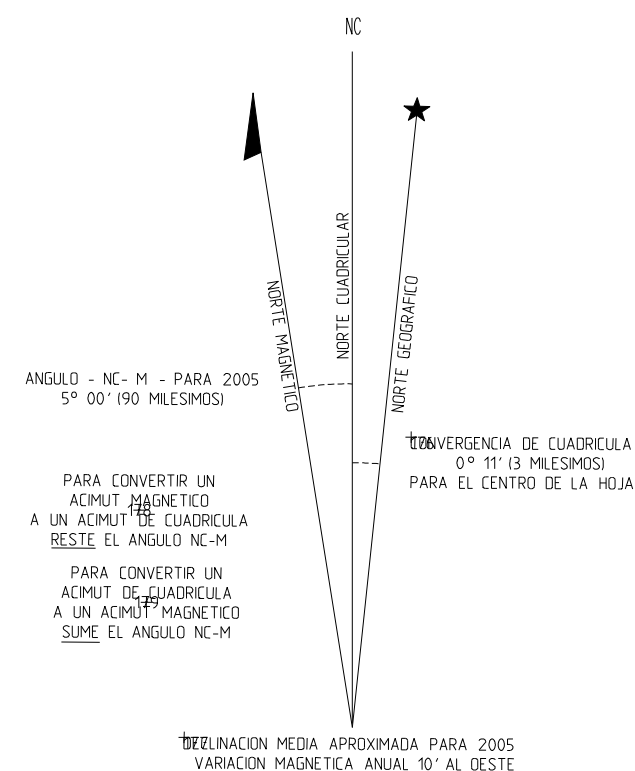 NC
NORTE MAGNETICO
NORTE CUADRICULAR
NORTE GEOGRAFICO
ANGULO - NC- M - PARA 2005
5° 00' (90 MILESIMOS)
CONVERGENCIA DE CUADRICULA
0° 11' (3 MILESIMOS)
PARA EL CENTRO DE LA HOJA
PARA CONVERTIR UN
ACIMUT MAGNETICO
178
A UN ACIMUT DE CUADRICULA
RESTE EL ANGULO NC-M
PARA CONVERTIR UN
ACIMUT DE CUADRICULA
179
A UN ACIMUT MAGNETICO
SUME EL ANGULO NC-M
DECLINACION MEDIA APROXIMADA PARA 2005
VARIACION MAGNETICA ANUAL 10' AL OESTE